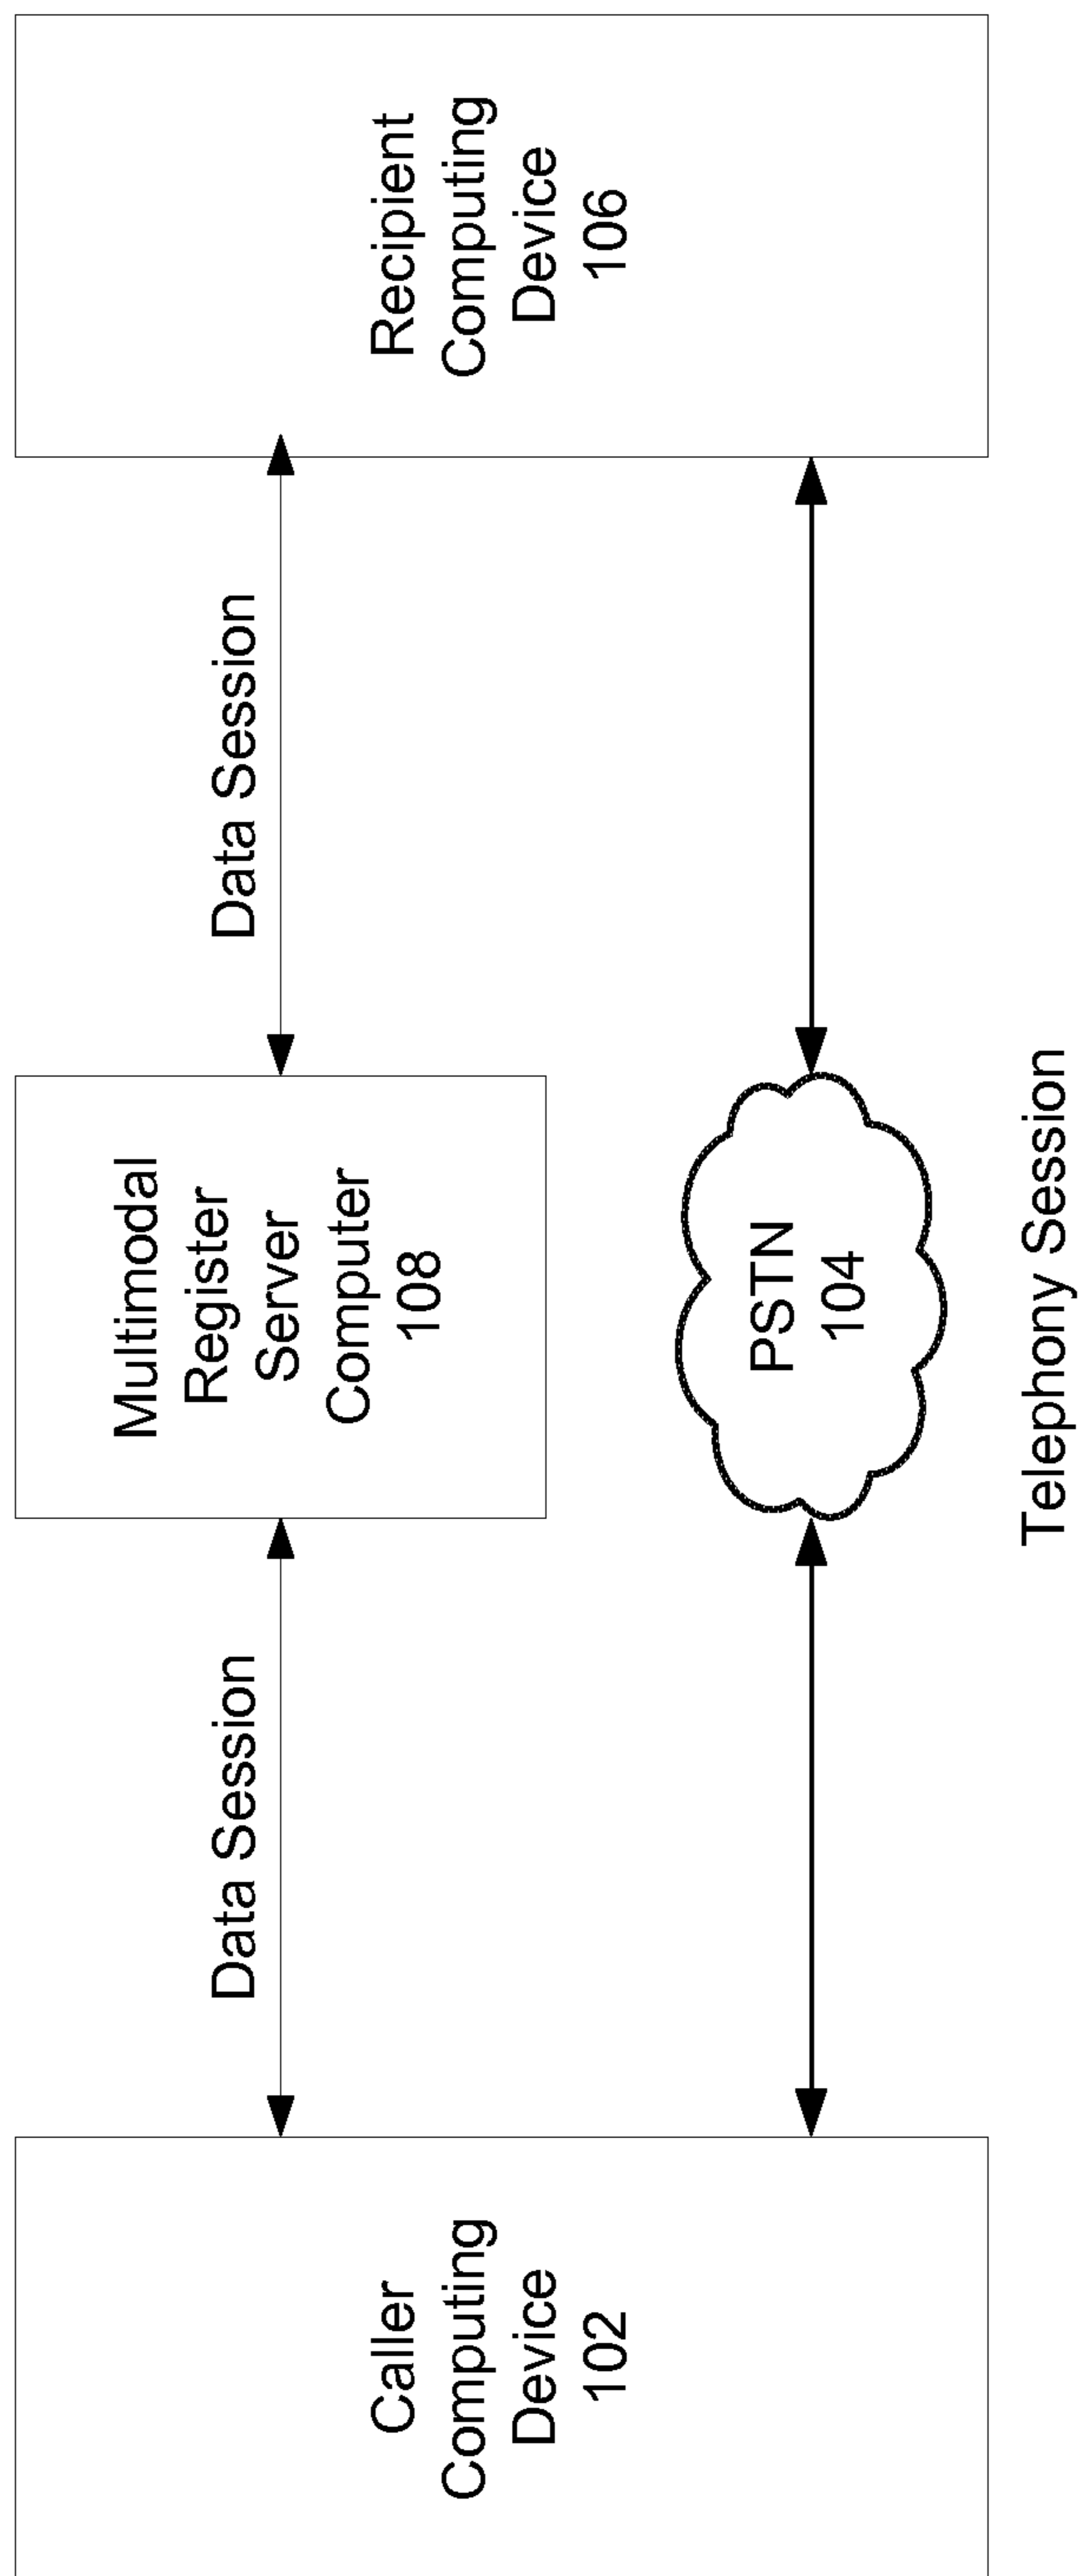 Data Session
Data Session
Caller
Computing
Device
102
Multimodal
Register
Server
Computer
108
Recipient
Computing
Device
106
PSTN
104
Telephony Session